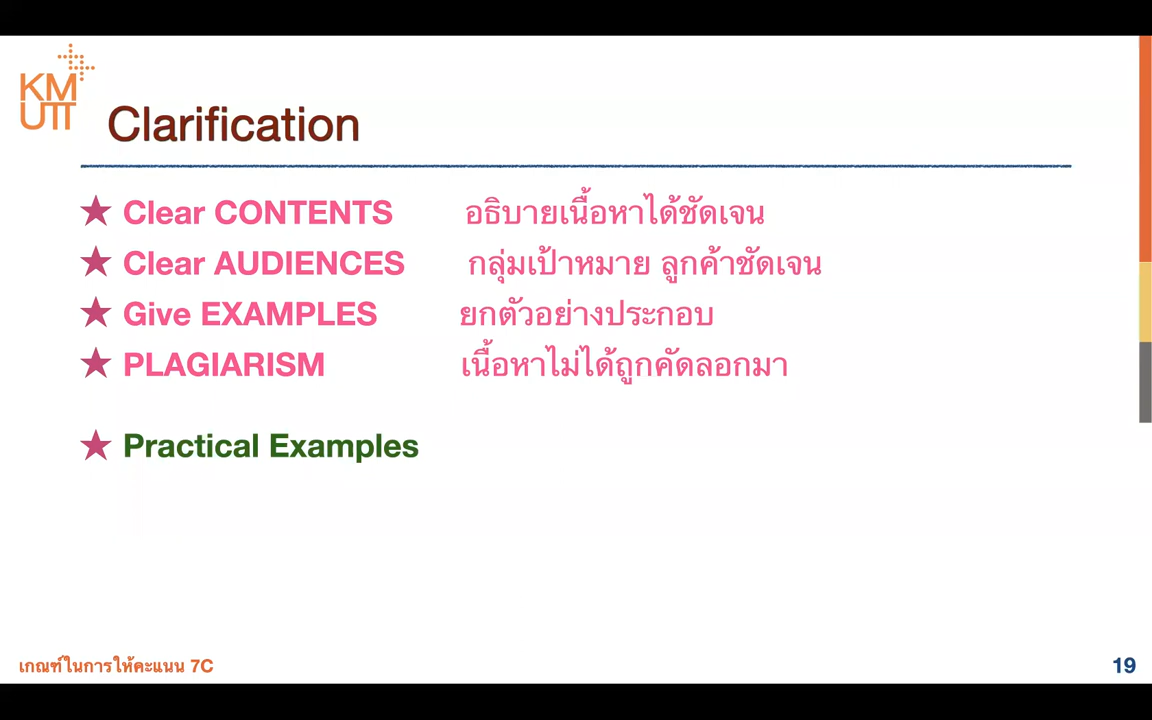 KM
UTT
Clarification
★ Clear CONTENTS อธิบายเนื้อหาได้ชัดเจน
★ Clear AUDIENCES กลุ่มเป้าหมาย ลูกค้าชัดเจน
★ Give EXAMPLES ยกตัวอย่างประกอบ
★ PLAGIARISM เนื้อหาไม่ได้ถูกคัดลอกมา
★ Practical Examples
เกณฑ์ในการให้คะแนน 7C 19